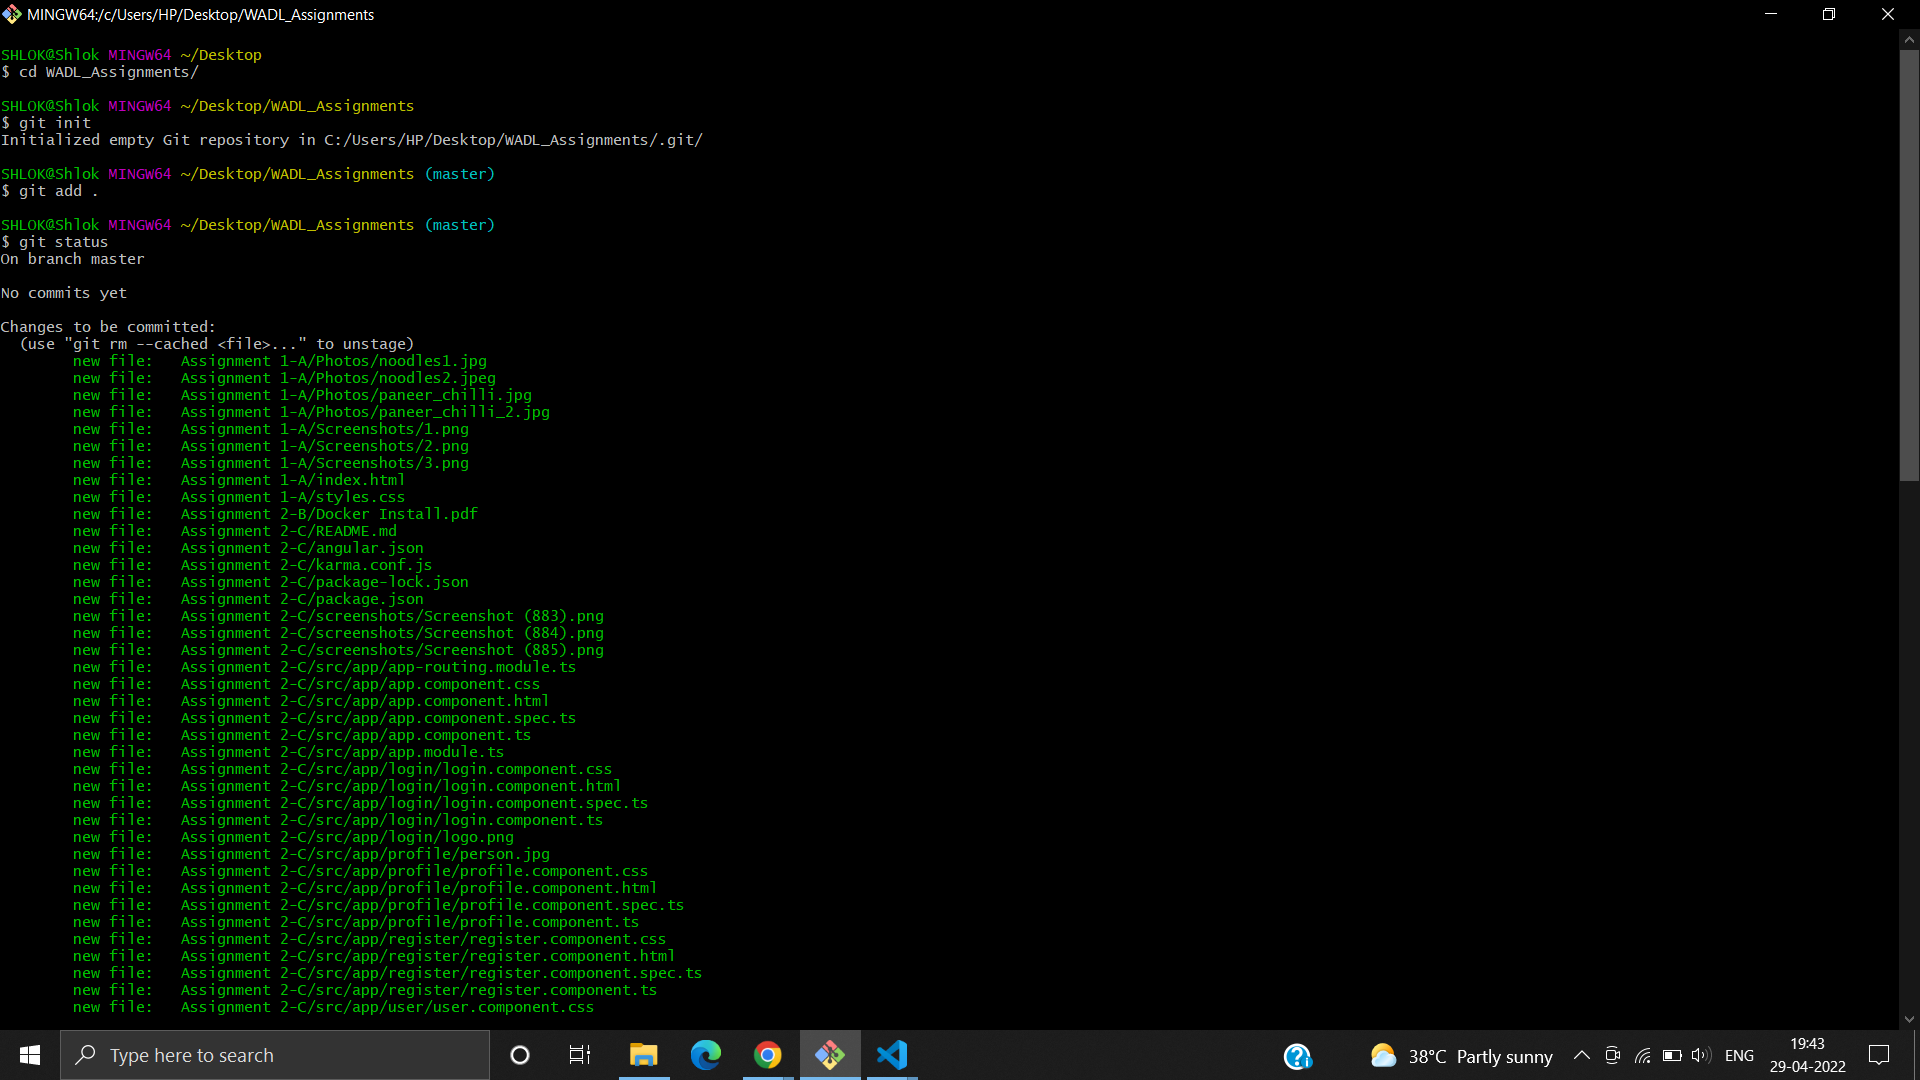 MINGW64:/c/Users/HP/Desktop/WADL_Assignments
SHLOK@Shlok MINGW64 ~/Desktop
$ cd WADL_Assignments/
SHLOK@Shlok MINGW64 ~/Desktop/WADL_Assignments
$ git init
Initialized empty Git repository in C:/Users/HP/Desktop/WADL_Assignments/.git/
SHLOK@Shlok MINGW64 ~/Desktop/WADL_Assignments (master)
$ git add .
SHLOK@Shlok MINGW64 ~/Desktop/WADL_Assignments (master)
$ git status
On branch master
No commits yet
Changes to be committed:
  (use "git rm --cached <file>..." to unstage)
        new file:   Assignment 1-A/Photos/noodles1.jpg
        new file:   Assignment 1-A/Photos/noodles2.jpeg
        new file:   Assignment 1-A/Photos/paneer_chilli.jpg
        new file:   Assignment 1-A/Photos/paneer_chilli_2.jpg
        new file:   Assignment 1-A/Screenshots/1.png
        new file:   Assignment 1-A/Screenshots/2.png
        new file:   Assignment 1-A/Screenshots/3.png
        new file:   Assignment 1-A/index.html
        new file:   Assignment 1-A/styles.css
        new file:   Assignment 2-B/Docker Install.pdf
        new file:   Assignment 2-C/README.md
        new file:   Assignment 2-C/angular.json
        new file:   Assignment 2-C/karma.conf.js
        new file:   Assignment 2-C/package-lock.json
        new file:   Assignment 2-C/package.json
        new file:   Assignment 2-C/screenshots/Screenshot (883).png
        new file:   Assignment 2-C/screenshots/Screenshot (884).png
        new file:   Assignment 2-C/screenshots/Screenshot (885).png
        new file:   Assignment 2-C/src/app/app-routing.module.ts
        new file:   Assignment 2-C/src/app/app.component.css
        new file:   Assignment 2-C/src/app/app.component.html
        new file:   Assignment 2-C/src/app/app.component.spec.ts
        new file:   Assignment 2-C/src/app/app.component.ts
        new file:   Assignment 2-C/src/app/app.module.ts
        new file:   Assignment 2-C/src/app/login/login.component.css
        new file:   Assignment 2-C/src/app/login/login.component.html
        new file:   Assignment 2-C/src/app/login/login.component.spec.ts
        new file:   Assignment 2-C/src/app/login/login.component.ts
        new file:   Assignment 2-C/src/app/login/logo.png
        new file:   Assignment 2-C/src/app/profile/person.jpg
        new file:   Assignment 2-C/src/app/profile/profile.component.css
        new file:   Assignment 2-C/src/app/profile/profile.component.html
        new file:   Assignment 2-C/src/app/profile/profile.component.spec.ts
        new file:   Assignment 2-C/src/app/profile/profile.component.ts
        new file:   Assignment 2-C/src/app/register/register.component.css
        new file:   Assignment 2-C/src/app/register/register.component.html
        new file:   Assignment 2-C/src/app/register/register.component.spec.ts
        new file:   Assignment 2-C/src/app/register/register.component.ts
        new file:   Assignment 2-C/src/app/user/user.component.css
Type here to search
38°C Partly sunny
ENG
19:43
29-04-2022